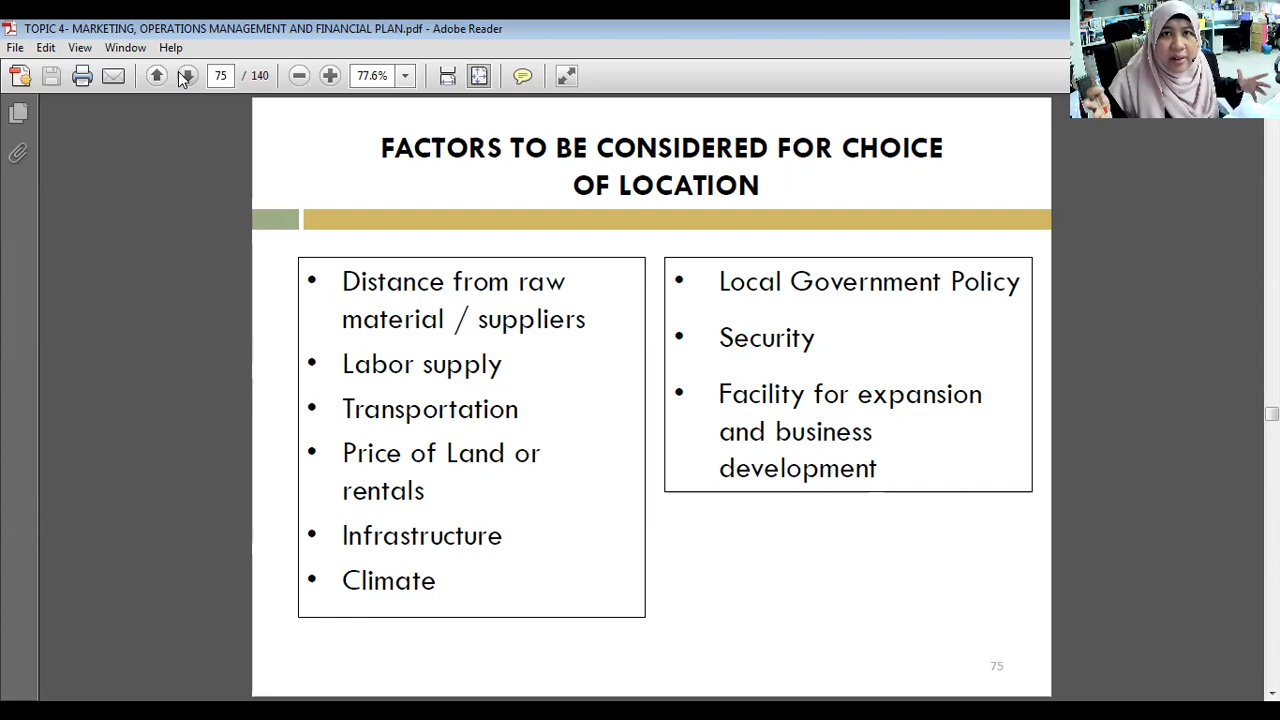 TOPIC 4- MARKETING, OPERATIONS MANAGEMENT AND FINANCIAL PLAN.pdf - Adobe Reader
File Edit View Window Help
75 / 140 77.6%
FACTORS TO BE CONSIDERED FOR CHOICE
OF LOCATION
• Distance from raw
material / suppliers
• Labor supply
• Transportation
• Price of Land or
rentals
• Infrastructure
• Climate
• Local Government Policy
• Security
• Facility for expansion
and business
development
75